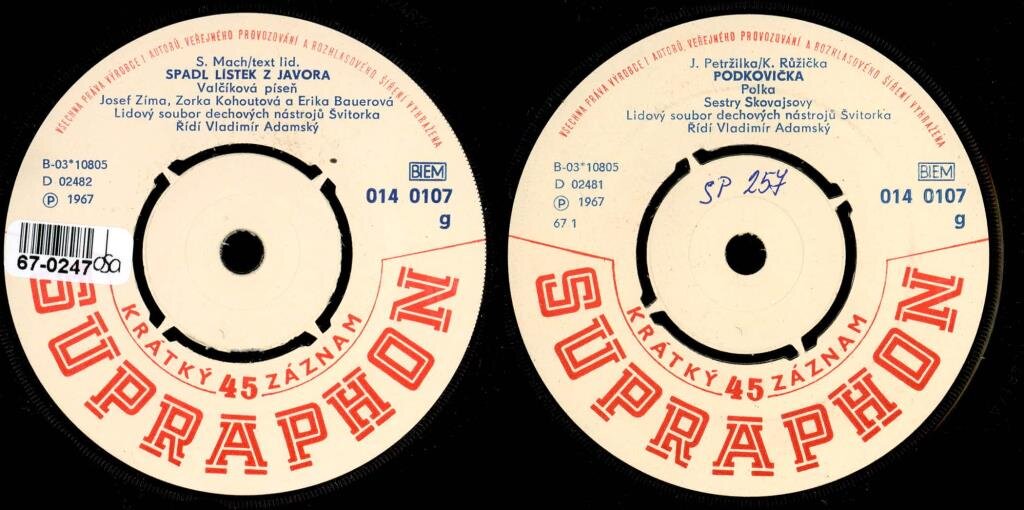 VŠECHNA PRÁVA VÝROBCE I AUTORŮ, VEŘEJNÉHO PROVOZOVÁNÍ A ROZHLASOVÉHO ŠÍŘENÍ VYHRAZENA
S. Mach/text lid.
SPADL LÍSTEK Z JAVORA
Valčíková píseň
Josef Zíma, Zorka Kohoutová a Erika Bauerová
Lidový soubor dechových nástrojů Svitorka
Řídí Vladimír Adamský
B-03*10805
D 02482
Ⓟ 1967
BIEM
014 0107
g
67-0247
OSA
KRÁTKÝ 45 ZÁZNAM
SUPRAPHON
VŠECHNA PRÁVA VÝROBCE I AUTORŮ, VEŘEJNÉHO PROVOZOVÁNÍ A ROZHLASOVÉHO ŠÍŘENÍ VYHRAZENA
J. Petržilka/K. Růžička
PODKOVIČKA
Polka
Sestry Skovajsovy
Lidový soubor dechových nástrojů Svitorka
Řídí Vladimír Adamský
B-03*10805
D 02481
Ⓟ 1967
67 1
BIEM
014 0107
g
SP 257
KRÁTKÝ 45 ZÁZNAM
SUPRAPHON